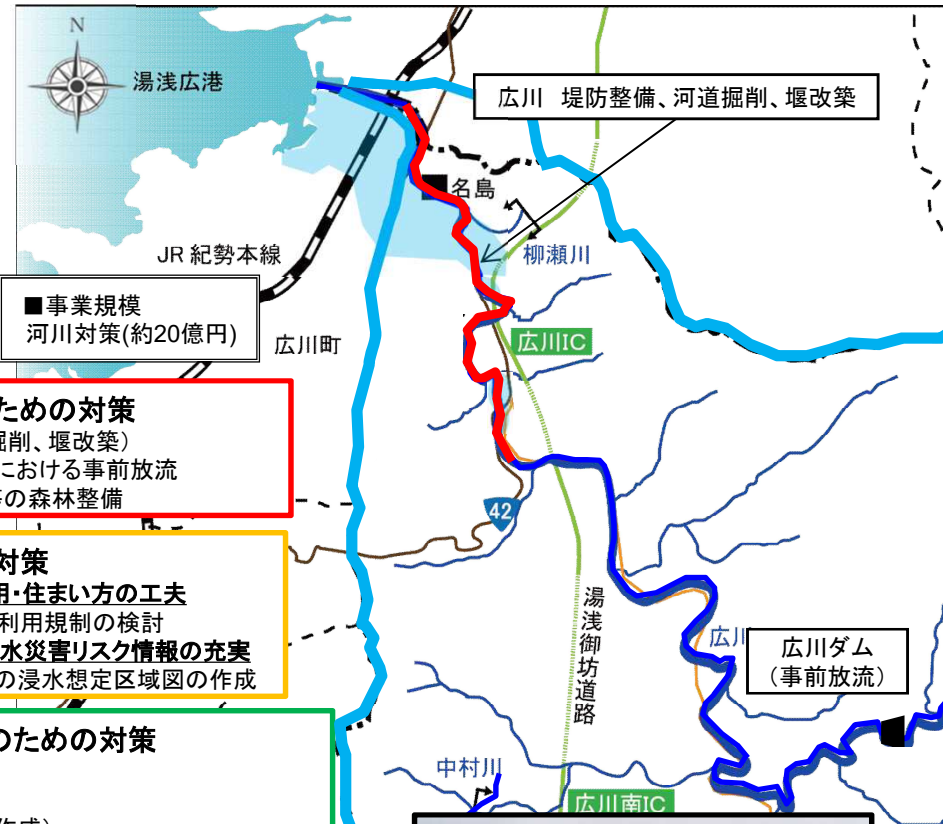 N
湯浅広港
広川 堤防整備、河道掘削、堰改築
名島
柳瀬川
JR紀勢本線
■事業規模
河川対策(約20億円)
広川町
広川IC
ための対策
掘削、堰改築）
における事前放流
の森林整備
42
対策
用・住まい方の工夫
利用規制の検討
水災害リスク情報の充実
の浸水想定区域図の作成
湯浅御坊道路
広川
広川ダム
（事前放流）
のための対策
中村川
広川南IC
作成）